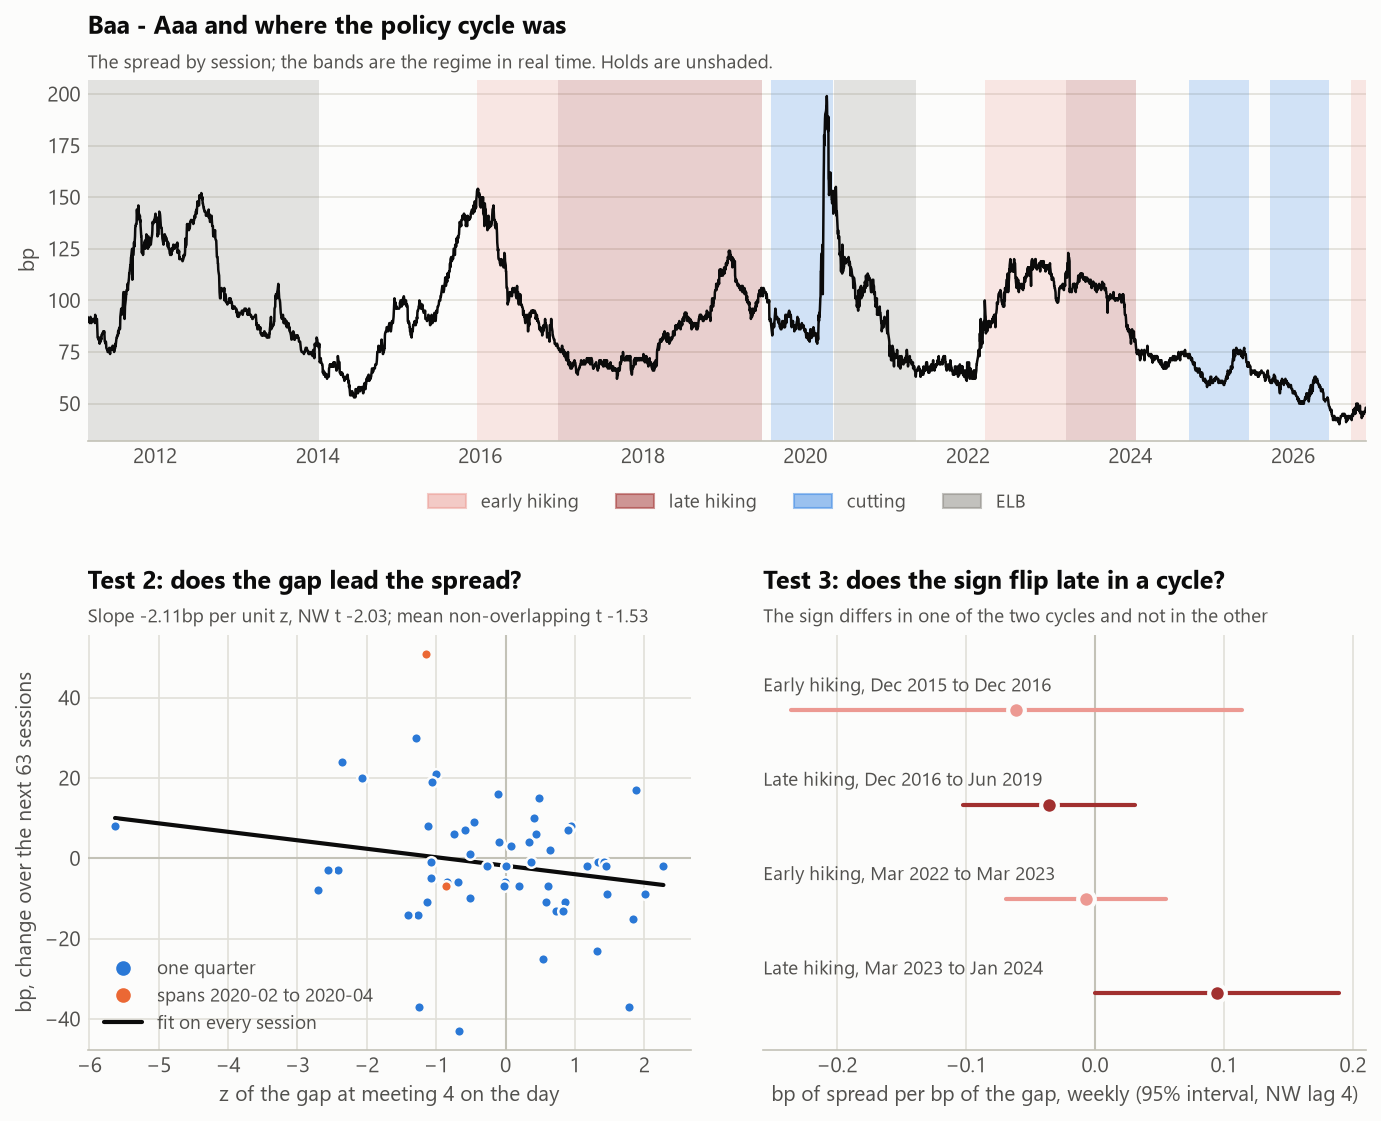 Baa - Aaa and where the policy cycle was
The spread by session; the bands are the regime in real time. Holds are unshaded.
bp
200
175
150
125
100
75
50
2012 2014 2016 2018 2020 2022 2024 2026
early hiking late hiking cutting ELB
Test 2: does the gap lead the spread?
Slope -2.11bp per unit z, NW t -2.03; mean non-overlapping t -1.53
bp, change over the next 63 sessions
40
20
0
−20
−40
one quarter
spans 2020-02 to 2020-04
fit on every session
−6 −5 −4 −3 −2 −1 0 1 2
z of the gap at meeting 4 on the day
Test 3: does the sign flip late in a cycle?
The sign differs in one of the two cycles and not in the other
Early hiking, Dec 2015 to Dec 2016
Late hiking, Dec 2016 to Jun 2019
Early hiking, Mar 2022 to Mar 2023
Late hiking, Mar 2023 to Jan 2024
−0.2 −0.1 0.0 0.1 0.2
bp of spread per bp of the gap, weekly (95% interval, NW lag 4)